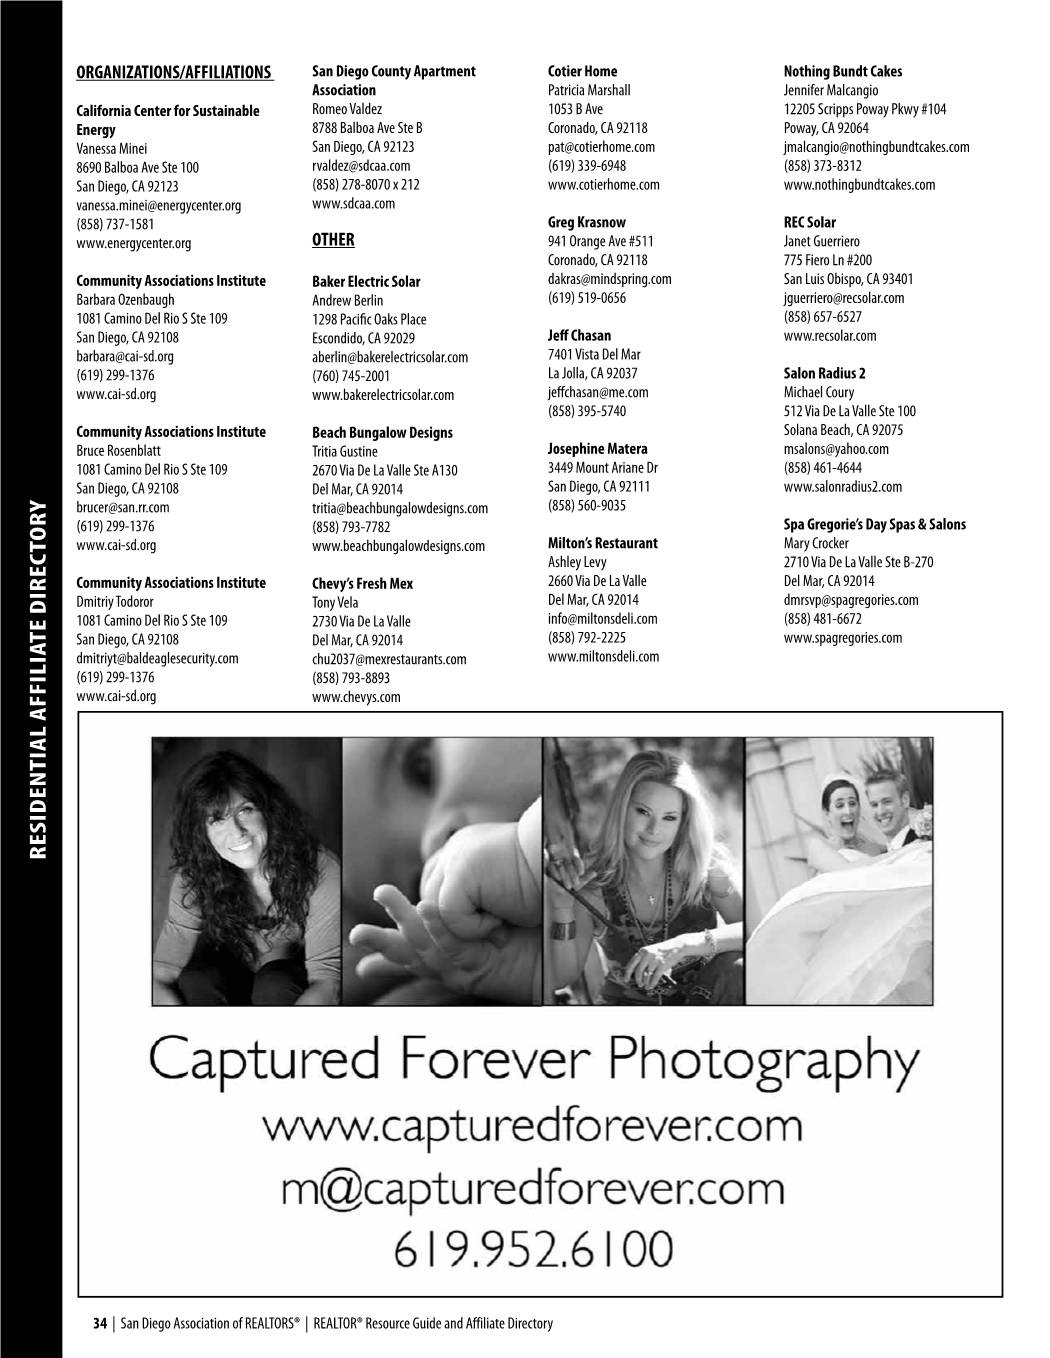 RESIDENTIAL AFFILIATE DIRECTORY
ORGANIZATIONS/AFFILIATIONS
California Center for Sustainable
Energy
Vanessa Minei
8690 Balboa Ave Ste 100
San Diego, CA 92123
vanessa.minei@energycenter.org
(858) 737-1581
www.energycenter.org
Community Associations Institute
Barbara Ozenbaugh
1081 Camino Del Rio S Ste 109
San Diego, CA 92108
barbara@cai-sd.org
(619) 299-1376
www.cai-sd.org
Community Associations Institute
Bruce Rosenblatt
1081 Camino Del Rio S Ste 109
San Diego, CA 92108
brucer@san.rr.com
(619) 299-1376
www.cai-sd.org
Community Associations Institute
Dmitriy Todoror
1081 Camino Del Rio S Ste 109
San Diego, CA 92108
dmitriyt@baldeaglesecurity.com
(619) 299-1376
www.cai-sd.org
San Diego County Apartment
Association
Romeo Valdez
8788 Balboa Ave Ste B
San Diego, CA 92123
rvaldez@sdcaa.com
(858) 278-8070 x 212
www.sdcaa.com
OTHER
Baker Electric Solar
Andrew Berlin
1298 Pacific Oaks Place
Escondido, CA 92029
aberlin@bakerelectricsolar.com
(760) 745-2001
www.bakerelectricsolar.com
Beach Bungalow Designs
Tritia Gustine
2670 Via De La Valle Ste A130
Del Mar, CA 92014
tritia@beachbungalowdesigns.com
(858) 793-7782
www.beachbungalowdesigns.com
Chevy's Fresh Mex
Tony Vela
2730 Via De La Valle
Del Mar, CA 92014
chu2037@mexrestaurants.com
(858) 793-8893
www.chevys.com
Cotier Home
Patricia Marshall
1053 B Ave
Coronado, CA 92118
pat@cotierhome.com
(619) 339-6948
www.cotierhome.com
Greg Krasnow
941 Orange Ave #511
Coronado, CA 92118
dakras@mindspring.com
(619) 519-0656
Jeff Chasan
7401 Vista Del Mar
La Jolla, CA 92037
jeffchasan@me.com
(858) 395-5740
Josephine Matera
3449 Mount Ariane Dr
San Diego, CA 92111
(858) 560-9035
Milton's Restaurant
Ashley Levy
2660 Via De La Valle
Del Mar, CA 92014
info@miltonsdeli.com
(858) 792-2225
www.miltonsdeli.com
Nothing Bundt Cakes
Jennifer Malcangio
12205 Scripps Poway Pkwy #104
Poway, CA 92064
jmalcangio@nothingbundtcakes.com
(858) 373-8312
www.nothingbundtcakes.com
REC Solar
Janet Guerriero
775 Fiero Ln #200
San Luis Obispo, CA 93401
jguerriero@recsolar.com
(858) 657-6527
www.recsolar.com
Salon Radius 2
Michael Coury
512 Via De La Valle Ste 100
Solana Beach, CA 92075
msalons@yahoo.com
(858) 461-4644
www.salonradius2.com
Spa Gregorie's Day Spas & Salons
Mary Crocker
2710 Via De La Valle Ste B-270
Del Mar, CA 92014
dmrsvp@spagregories.com
(858) 481-6672
www.spagregories.com
Captured Forever Photography
www.capturedforever.com
m@capturedforever.com
619.952.6100
34 | San Diego Association of REALTORS® | REALTOR® Resource Guide and Affiliate Directory